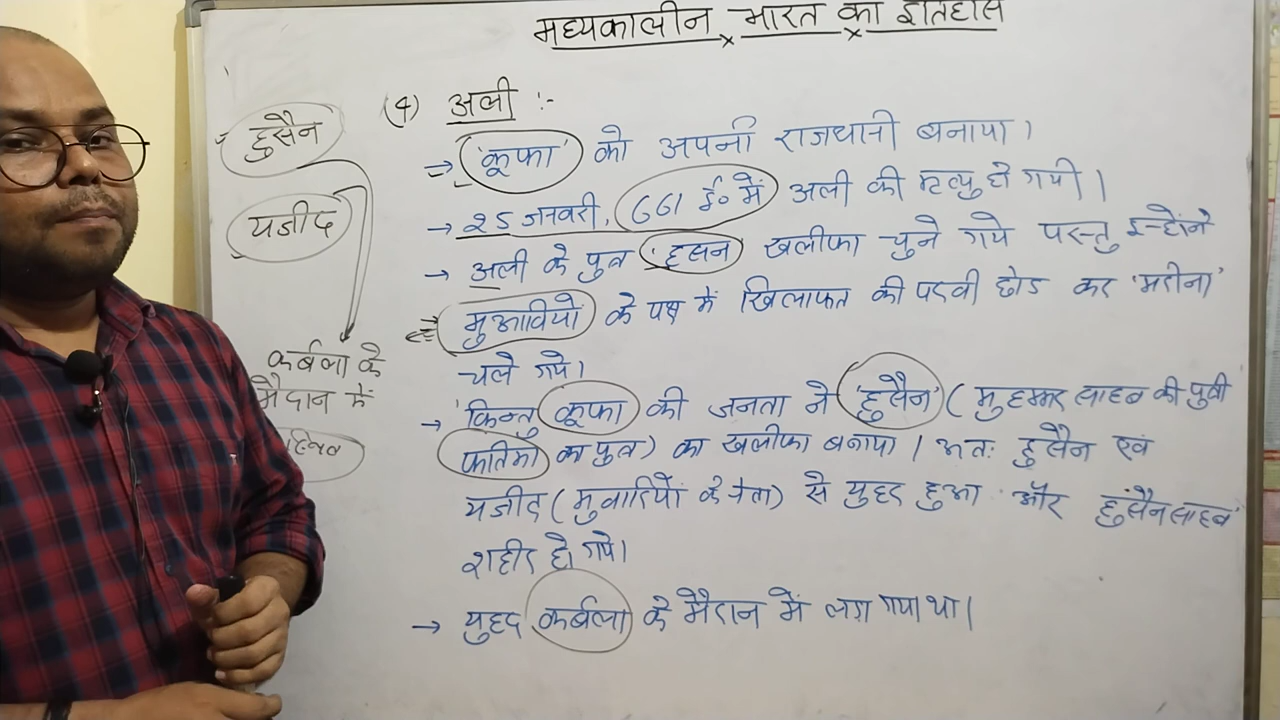 मध्यकालीन भारत का इतिहास
(4) अली :-
→ 'कूफा' को अपनी राजधानी बनाया।
→ 25 जनवरी, 661 ई० में अली की मृत्यु हो गयी।
→ अली के पुत्र 'हसन' खलीफा चुने गये परन्तु इन्होंने
मुआवियों के पक्ष में खिलाफत की पदवी छोड कर 'मदीना'
चले गये।
→ किन्तु कूफा की जनता ने 'हुसैन' (मुहम्मद साहब की पुत्री
फातिमा का पुत्र) का खलीफा बनाया। अतः हुसैन एवं
यजीद (मुवादियों के नेता) से युद्द हुआ और हुसैन साहब
शहीद हो गये।
→ युद्द कर्बला के मैदान में लड़ा गया था।
हुसैन
यजीद
कर्बला के
मैदान में